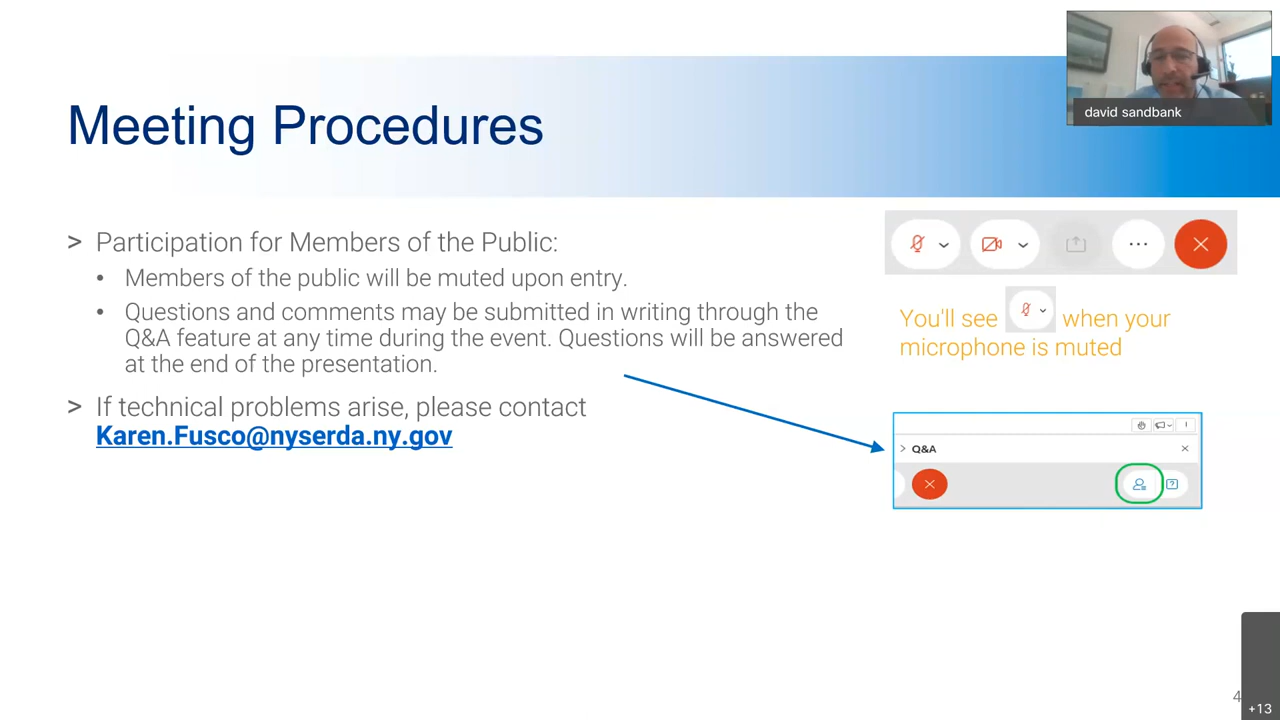 david sandbank
Meeting Procedures
> Participation for Members of the Public:
• Members of the public will be muted upon entry.
• Questions and comments may be submitted in writing through the
Q&A feature at any time during the event. Questions will be answered
at the end of the presentation.
> If technical problems arise, please contact
Karen.Fusco@nyserda.ny.gov
You'll see when your
microphone is muted
Q&A
4
+13